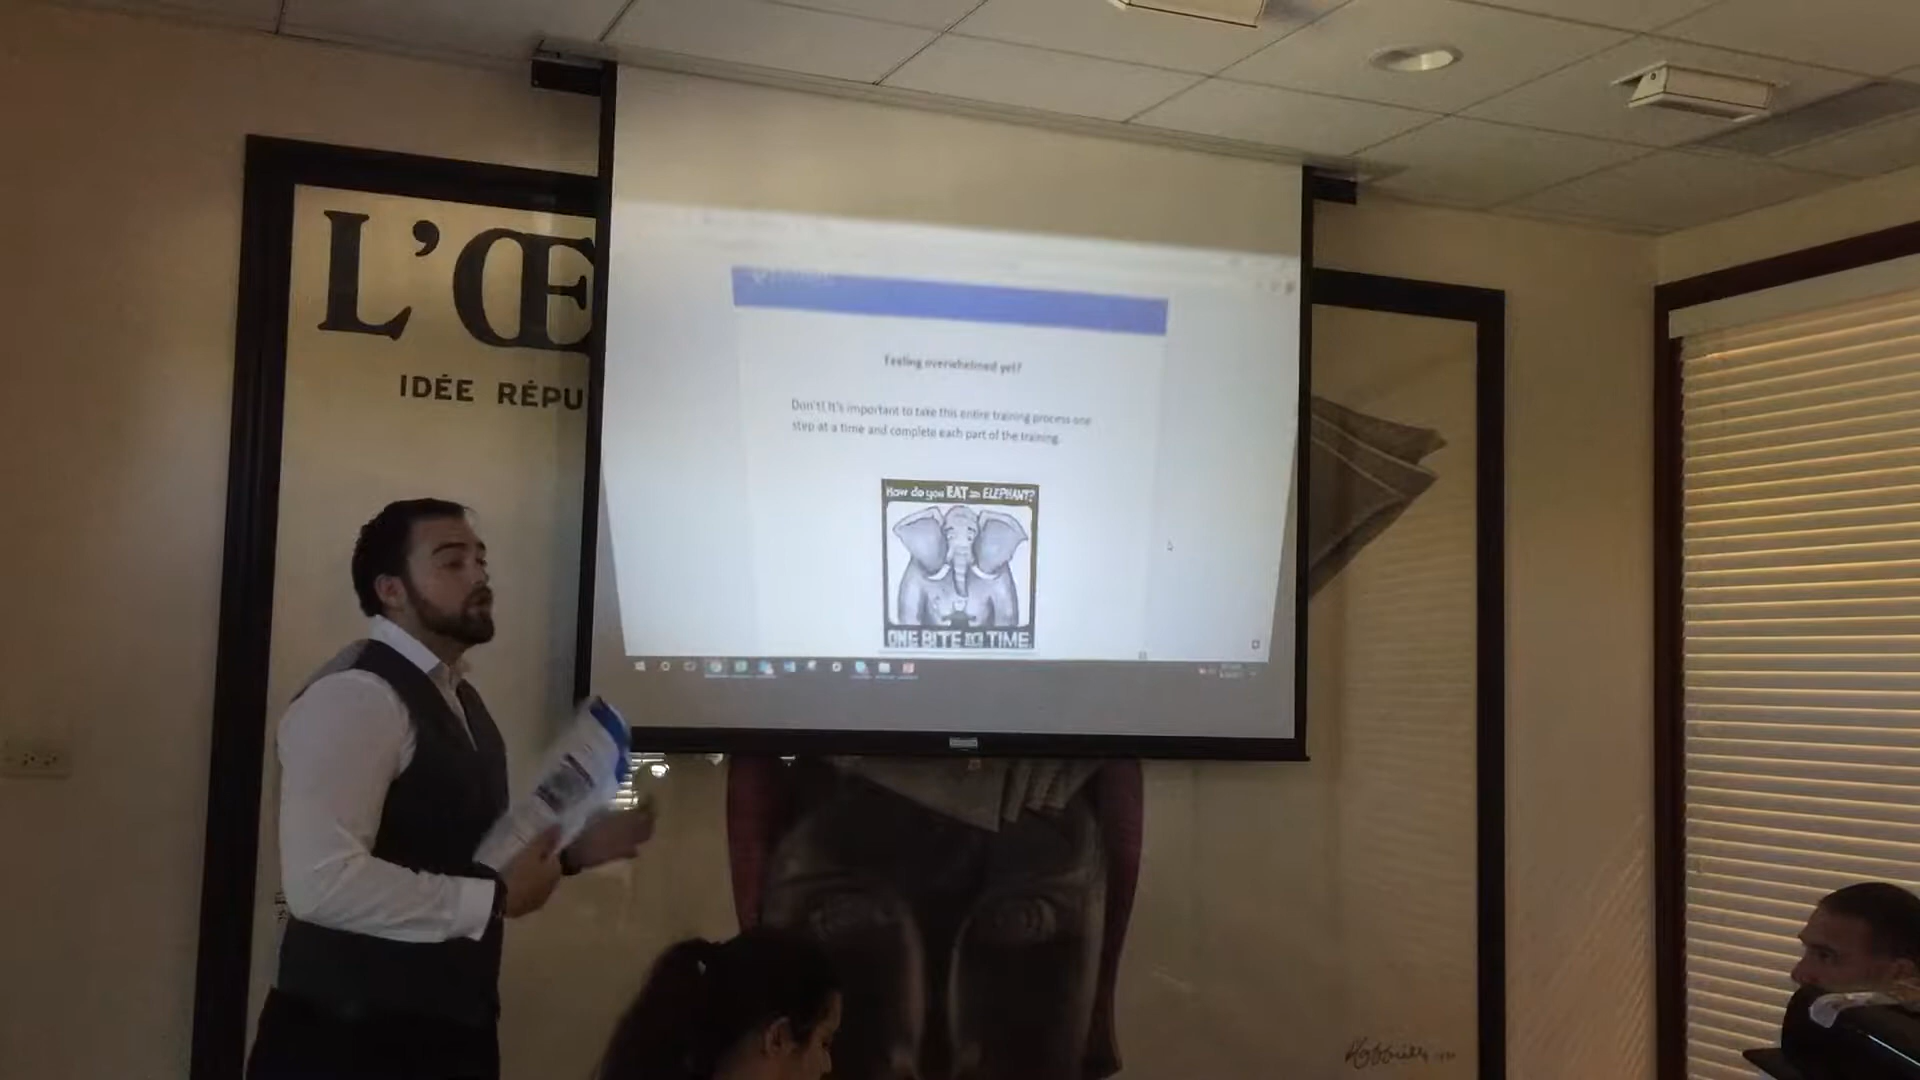 L'Œ
IDÉE RÉPU
Feeling overwhelmed yet?
Don't! It's important to take this entire training process one
step at a time and complete each part of the training.
How do you EAT an ELEPHANT?
ONE BITE AT A TIME.